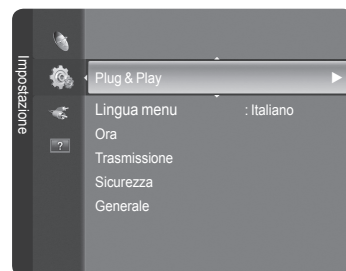 Impostazione
Plug & Play
Lingua menu : Italiano
Ora
Trasmissione
Sicurezza
Generale
?